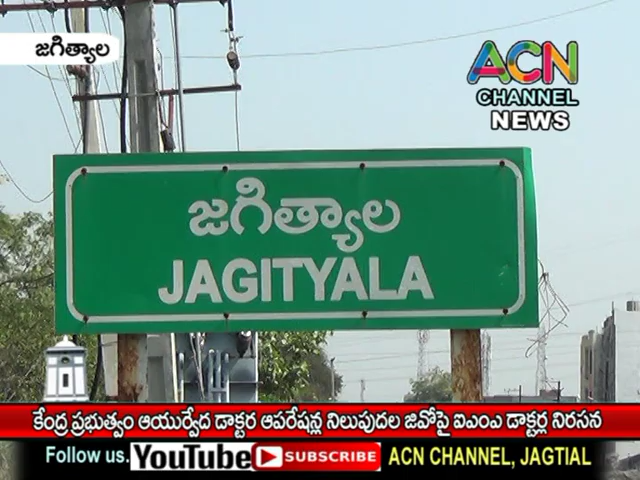 జగిత్యాల
ACN
CHANNEL
NEWS
జగిత్యాల
JAGITYALA
కేంద్ర ప్రభుత్వం ఆయుర్వేద డాక్టర ఆపరేషన్ల నిలుపుదల జివోపై ఐఎంఎ డాక్టర్ల నిరసన
Follow us. YouTube SUBSCRIBE ACN CHANNEL, JAGTIAL